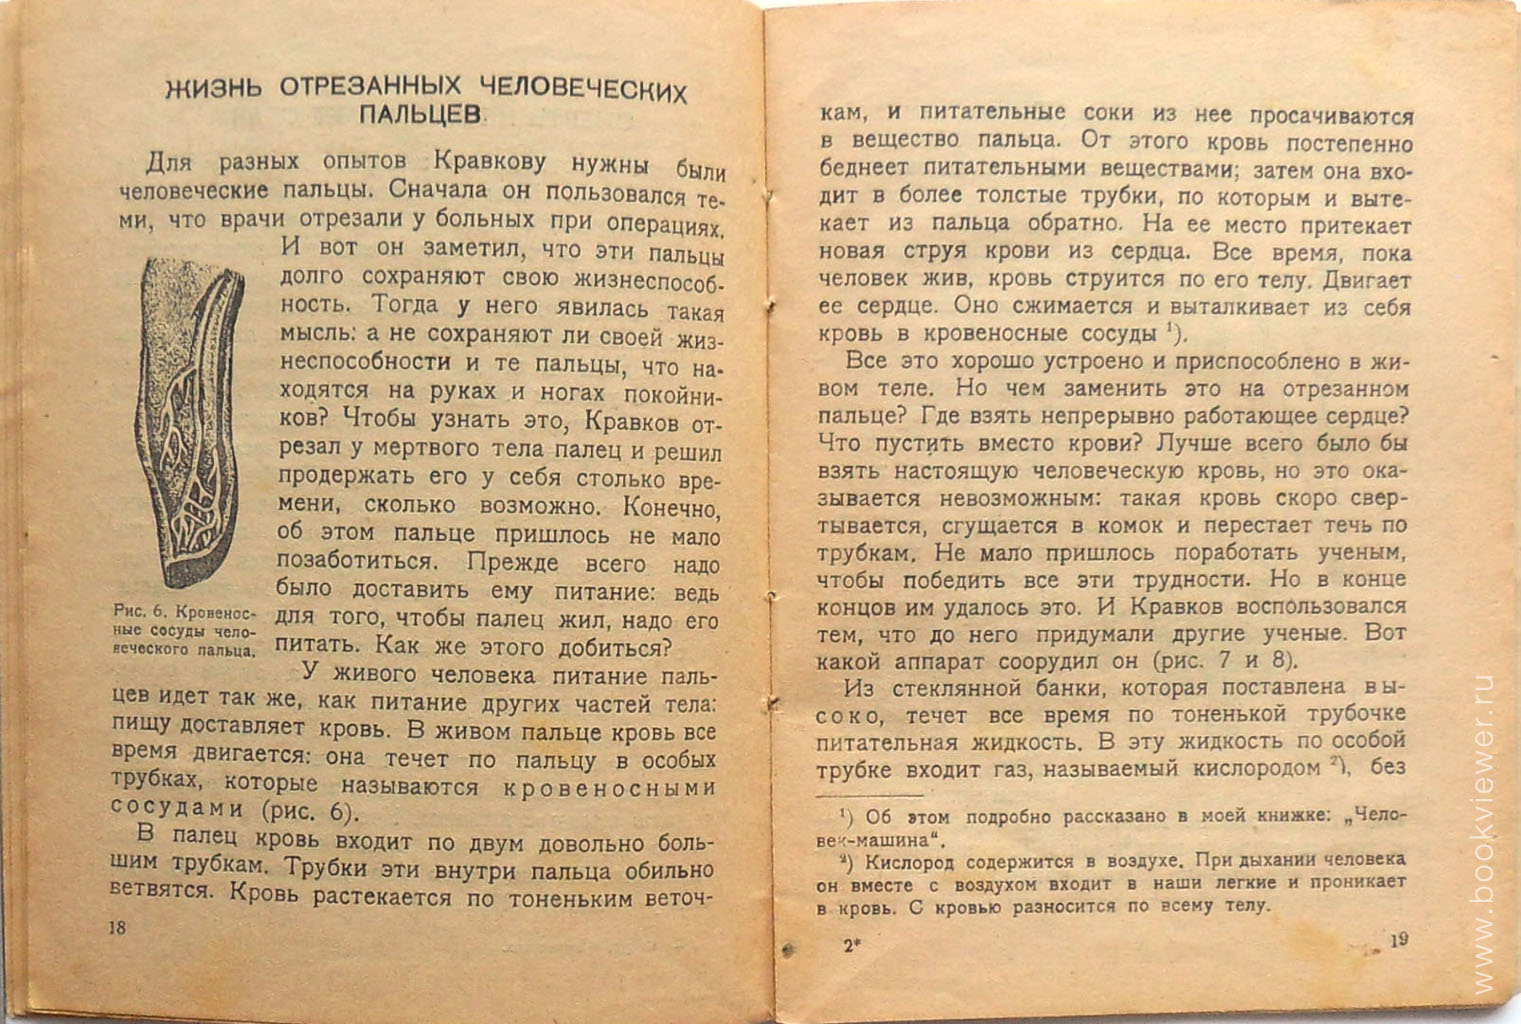 ЖИЗНЬ ОТРЕЗАННЫХ ЧЕЛОВЕЧЕСКИХ
ПАЛЬЦЕВ
Для разных опытов Кравкову нужны были
человеческие пальцы. Сначала он пользовался те-
ми, что врачи отрезали у больных при операциях.
И вот он заметил, что эти пальцы
долго сохраняют свою жизнеспособ-
ность. Тогда у него явилась такая
мысль: а не сохраняют ли своей жиз-
неспособности и те пальцы, что на-
ходятся на руках и ногах покойни-
ков? Чтобы узнать это, Кравков от-
резал у мертвого тела палец и решил
продержать его у себя столько вре-
мени, сколько возможно. Конечно,
об этом пальце пришлось не мало
позаботиться. Прежде всего надо
было доставить ему питание: ведь
для того, чтобы палец жил, надо его
питать. Как же этого добиться?
Рис. 6. Кровенос-
ные сосуды чело-
веческого пальца.
У живого человека питание паль-
цев идет так же, как питание других частей тела:
пищу доставляет кровь. В живом пальце кровь все
время двигается: она течет по пальцу в особых
трубках, которые называются кровеносными
сосудами (рис. 6).
В палец кровь входит по двум довольно боль-
шим трубкам. Трубки эти внутри пальца обильно
ветвятся. Кровь растекается по тоненьким веточ-
18
кам, и питательные соки из нее просачиваются
в вещество пальца. От этого кровь постепенно
беднеет питательными веществами; затем она вхо-
дит в более толстые трубки, по которым и выте-
кает из пальца обратно. На ее место притекает
новая струя крови из сердца. Все время, пока
человек жив, кровь струится по его телу. Двигает
ее сердце. Оно сжимается и выталкивает из себя
кровь в кровеносные сосуды ¹).
Все это хорошо устроено и приспособлено в жи-
вом теле. Но чем заменить это на отрезанном
пальце? Где взять непрерывно работающее сердце?
Что пустить вместо крови? Лучше всего было бы
взять настоящую человеческую кровь, но это ока-
зывается невозможным: такая кровь скоро свер-
тывается, сгущается в комок и перестает течь по
трубкам. Не мало пришлось поработать ученым,
чтобы победить все эти трудности. Но в конце
концов им удалось это. И Кравков воспользовался
тем, что до него придумали другие ученые. Вот
какой аппарат соорудил он (рис. 7 и 8).
Из стеклянной банки, которая поставлена вы-
соко, течет все время по тоненькой трубочке
питательная жидкость. В эту жидкость по особой
трубке входит газ, называемый кислородом ²), без
¹) Об этом подробно рассказано в моей книжке: „Чело-
век-машина“.
²) Кислород содержится в воздухе. При дыхании человека
он вместе с воздухом входит в наши легкие и проникает
в кровь. С кровью разносится по всему телу.
2*
19
www.bookviewer.ru